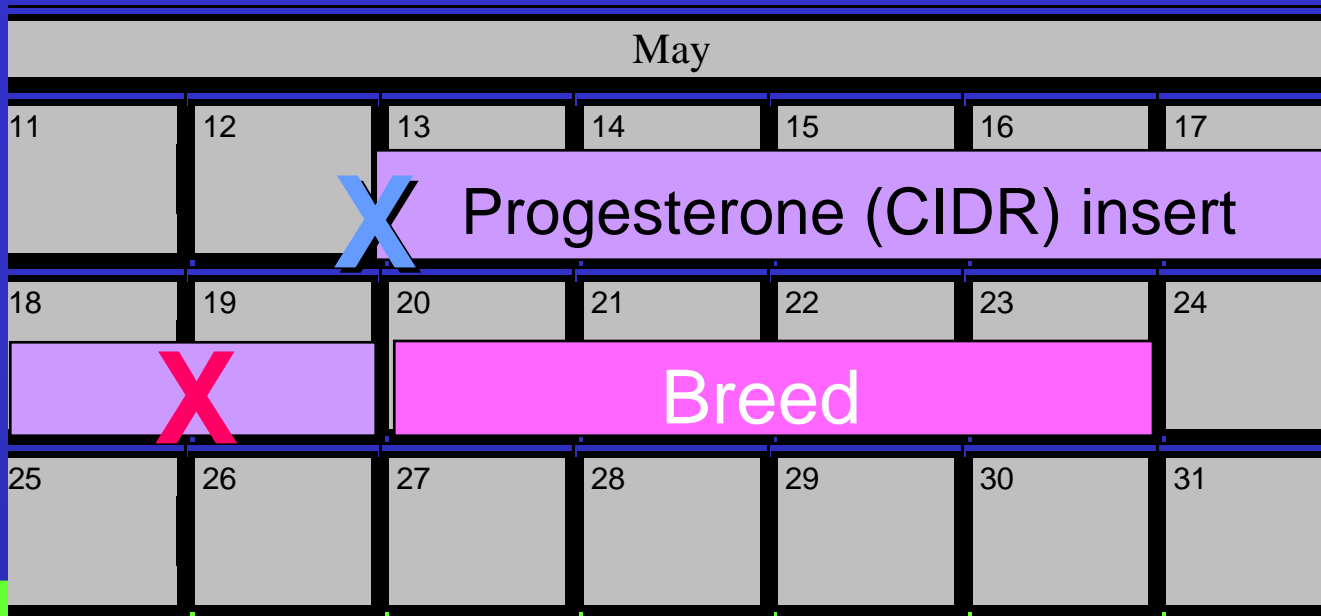 May
11 12 13 14 15 16 17
X Progesterone (CIDR) insert
18 19 20 21 22 23 24
X Breed
25 26 27 28 29 30 31